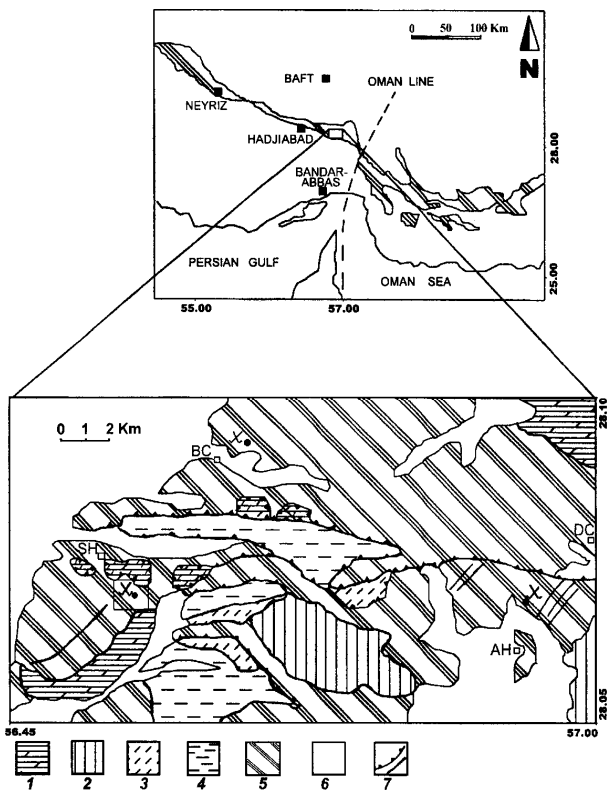 0 50 100 Km
N
BAFT
OMAN LINE
NEYRIZ
HADJIABAD
BANDAR-
ABBAS
28.00
PERSIAN GULF
OMAN SEA
25.00
55.00
57.00
0 1 2 Km
28.10
BC
X
DC
SH
X
X
AH
28.05
56.45
57.00
1
2
3
4
5
6
7